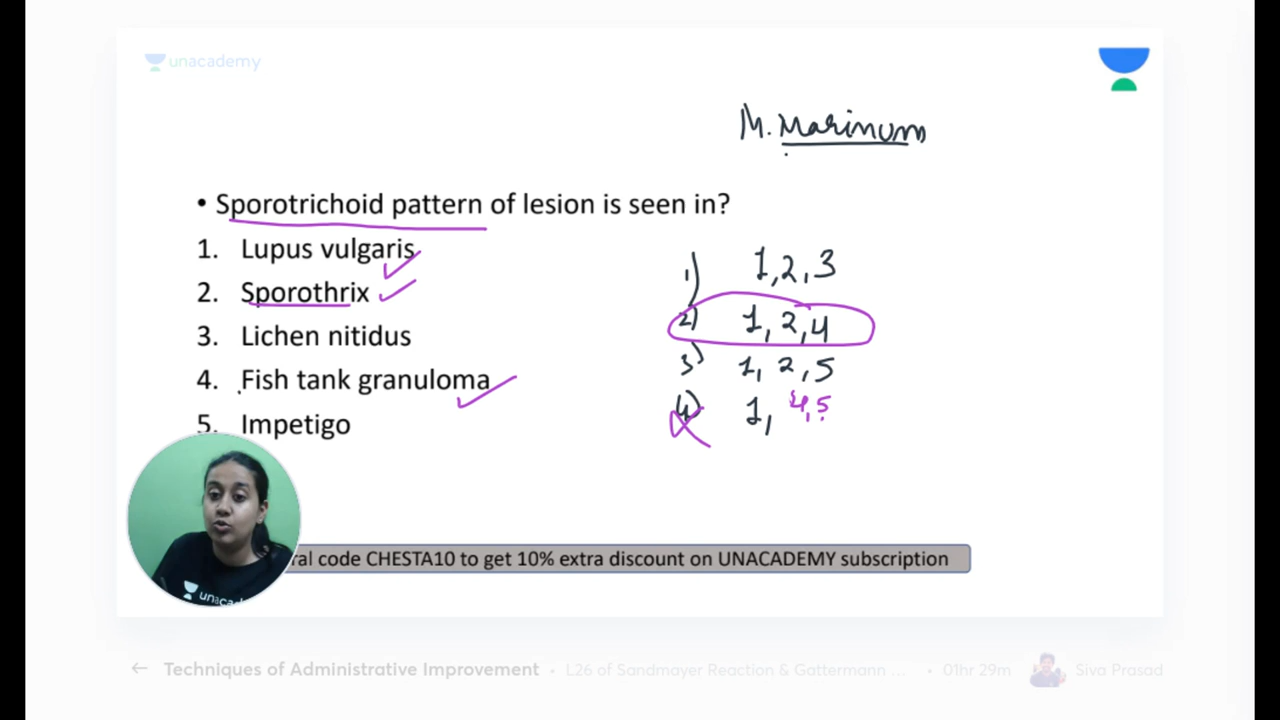 unacademy
M. Marinum
• Sporotrichoid pattern of lesion is seen in?
1. Lupus vulgaris
2. Sporothrix
3. Lichen nitidus
4. Fish tank granuloma
5. Impetigo
1) 1,2,3
2) 1,2,4
3) 1,2,5
4) 1,4,5
ral code CHESTA10 to get 10% extra discount on UNACADEMY subscription
unaca
← Techniques of Administrative Improvement • L26 of Sandmayer Reaction & Gattermann ... • 01hr 29m Siva Prasad